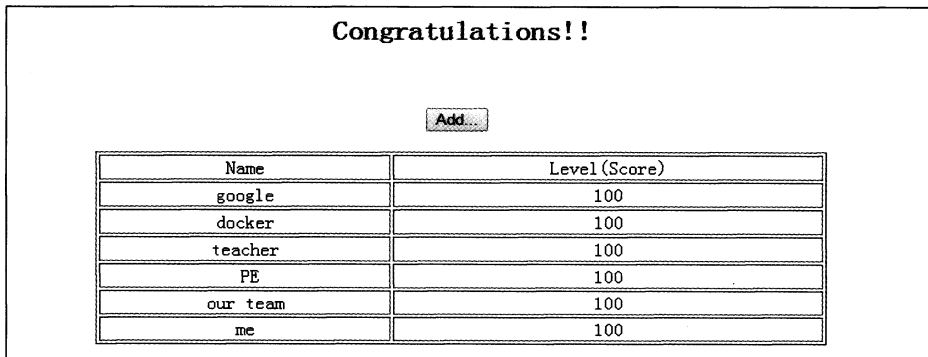 Congratulations!!
Add...
Name Level(Score)
google 100
docker 100
teacher 100
PE 100
our team 100
me 100